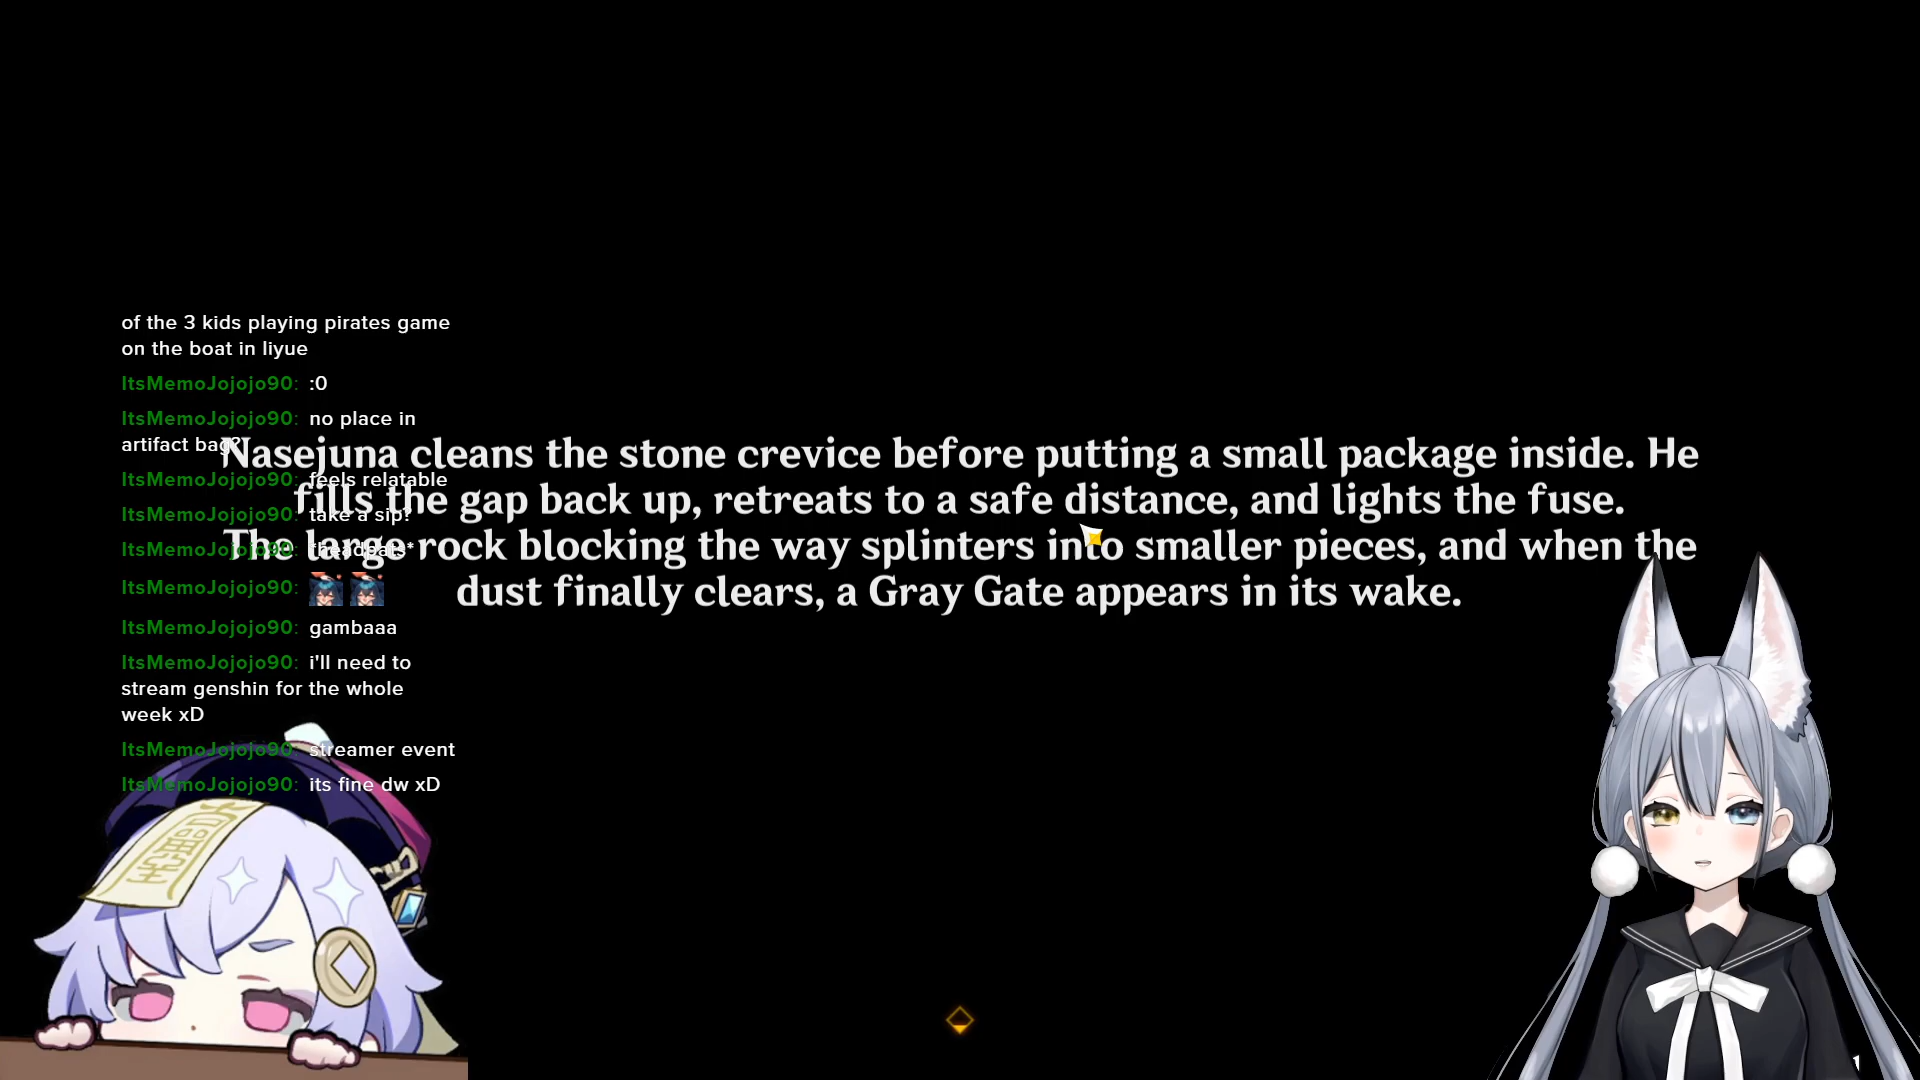 of the 3 kids playing pirates game
on the boat in liyue
ItsMemoJojojo90: :0
ItsMemoJojojo90: no place in
artifact bag?
ItsMemoJojojo90: feels relatable
ItsMemoJojojo90: take a sip?
ItsMemoJojojo90: *headpats*
ItsMemoJojojo90:
ItsMemoJojojo90: gambaaa
ItsMemoJojojo90: i'll need to
stream genshin for the whole
week xD
ItsMemoJojojo90: streamer event
ItsMemoJojojo90: its fine dw xD
Nasejuna cleans the stone crevice before putting a small package inside. He
fills the gap back up, retreats to a safe distance, and lights the fuse.
The large rock blocking the way splinters into smaller pieces, and when the
dust finally clears, a Gray Gate appears in its wake.